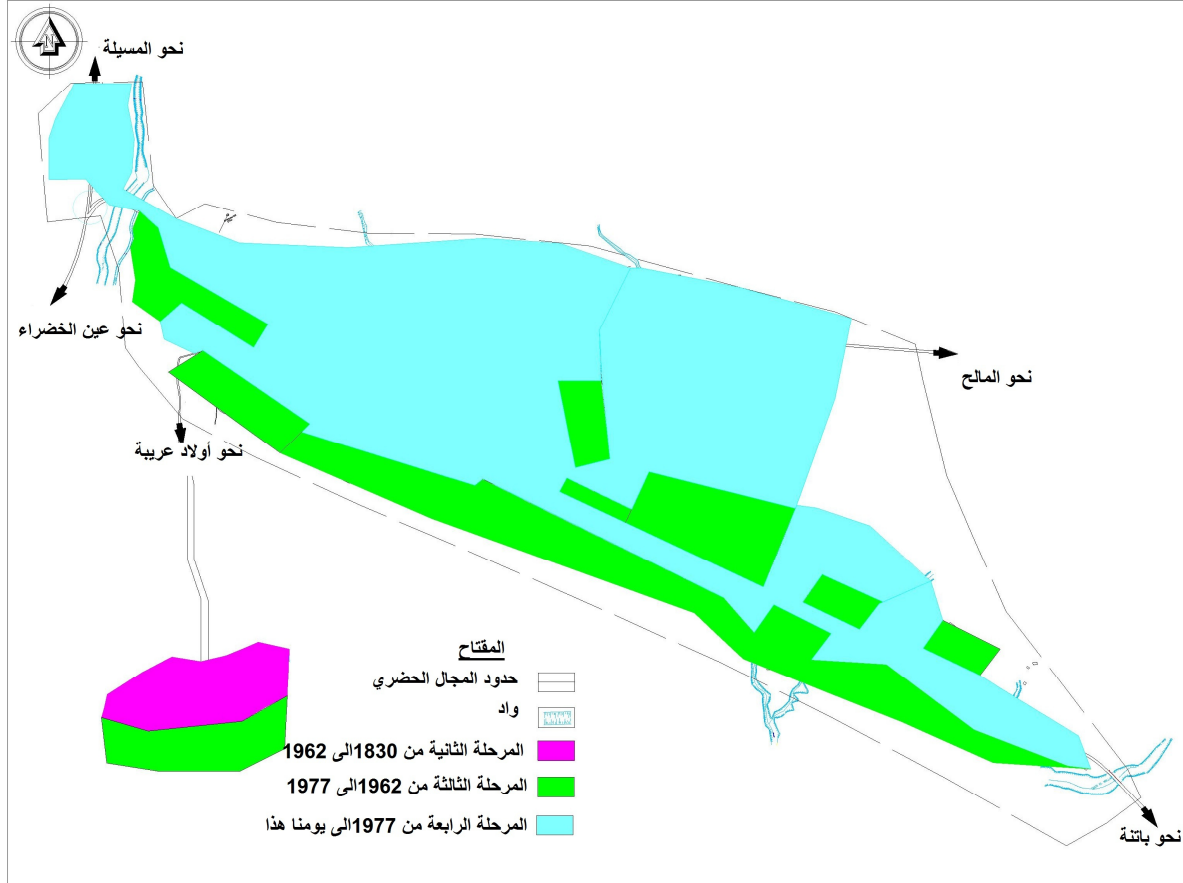 N
نحو المسيلة
نحو عين الخضراء
نحو المالح
نحو أولاد عريبة
المفتاح
حدود المجال الحضري
واد
المرحلة الثانية من 1830الى 1962
المرحلة الثالثة من 1962الى 1977
المرحلة الرابعة من 1977الى يومنا هذا
نحو باتنة